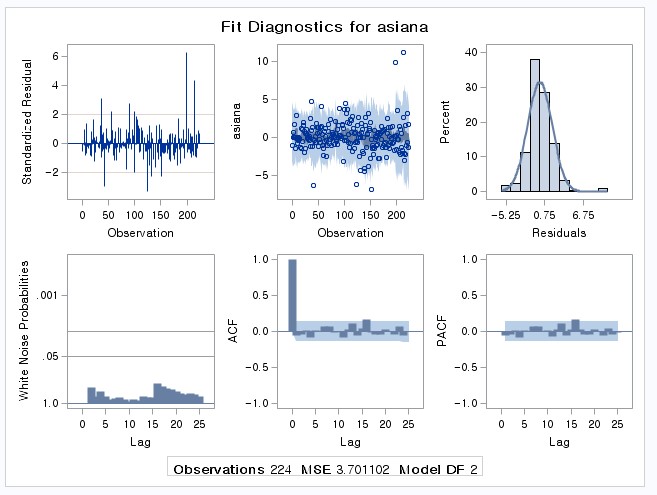 Fit Diagnostics for asiana
Standardized Residual
6
4
2
0
−2
0 50 100 150 200
Observation
asiana
10
5
0
−5
0 50 100 150 200
Observation
Percent
40
30
20
10
0
−5.25 0.75 6.75
Residuals
White Noise Probabilities
.001
.05
1.0
0 5 10 15 20 25
Lag
ACF
1.0
0.5
0.0
−0.5
−1.0
0 5 10 15 20 25
Lag
PACF
1.0
0.5
0.0
−0.5
−1.0
0 5 10 15 20 25
Lag
Observations 224 MSE 3.701102 Model DF 2